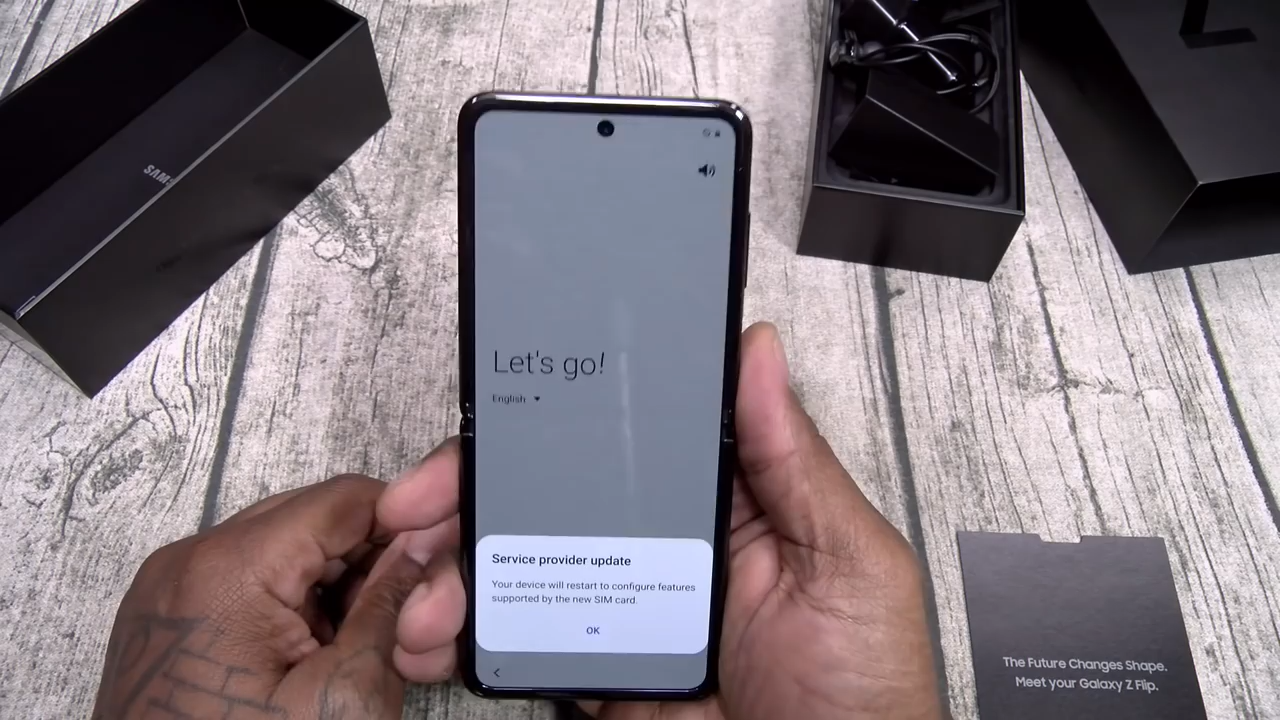 SAMS
Let's go!
English
Service provider update
Your device will restart to configure features
supported by the new SIM card.
OK
The Future Changes Shape.
Meet your Galaxy Z Flip.